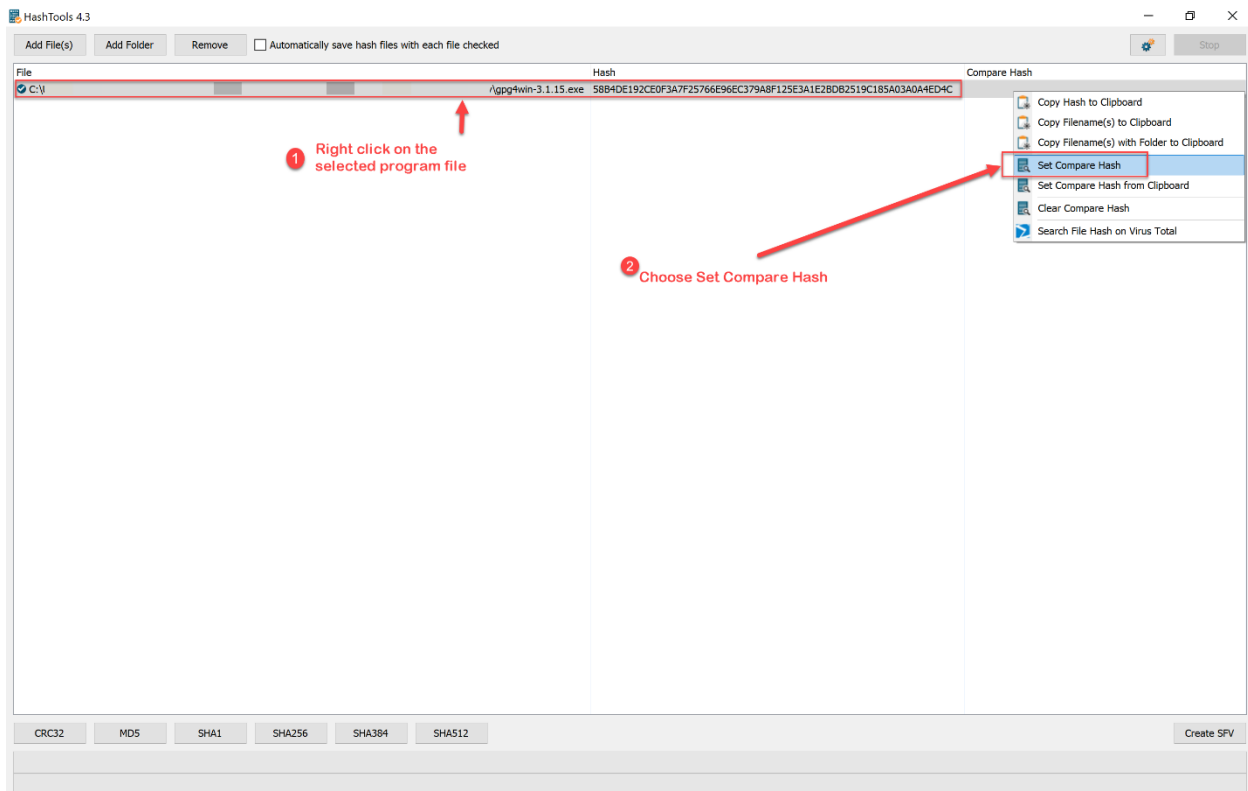 HashTools 4.3
Add File(s) Add Folder Remove Automatically save hash files with each file checked Stop
File Hash Compare Hash
C:\I \gpg4win-3.1.15.exe 58B4DE192CE0F3A7F25766E96EC379A8F125E3A1E2BDB2519C185A03A0A4ED4C
Copy Hash to Clipboard
Copy Filename(s) to Clipboard
Copy Filename(s) with Folder to Clipboard
Set Compare Hash
Set Compare Hash from Clipboard
Clear Compare Hash
Search File Hash on Virus Total
1 Right click on the
selected program file
2 Choose Set Compare Hash
CRC32 MD5 SHA1 SHA256 SHA384 SHA512 Create SFV